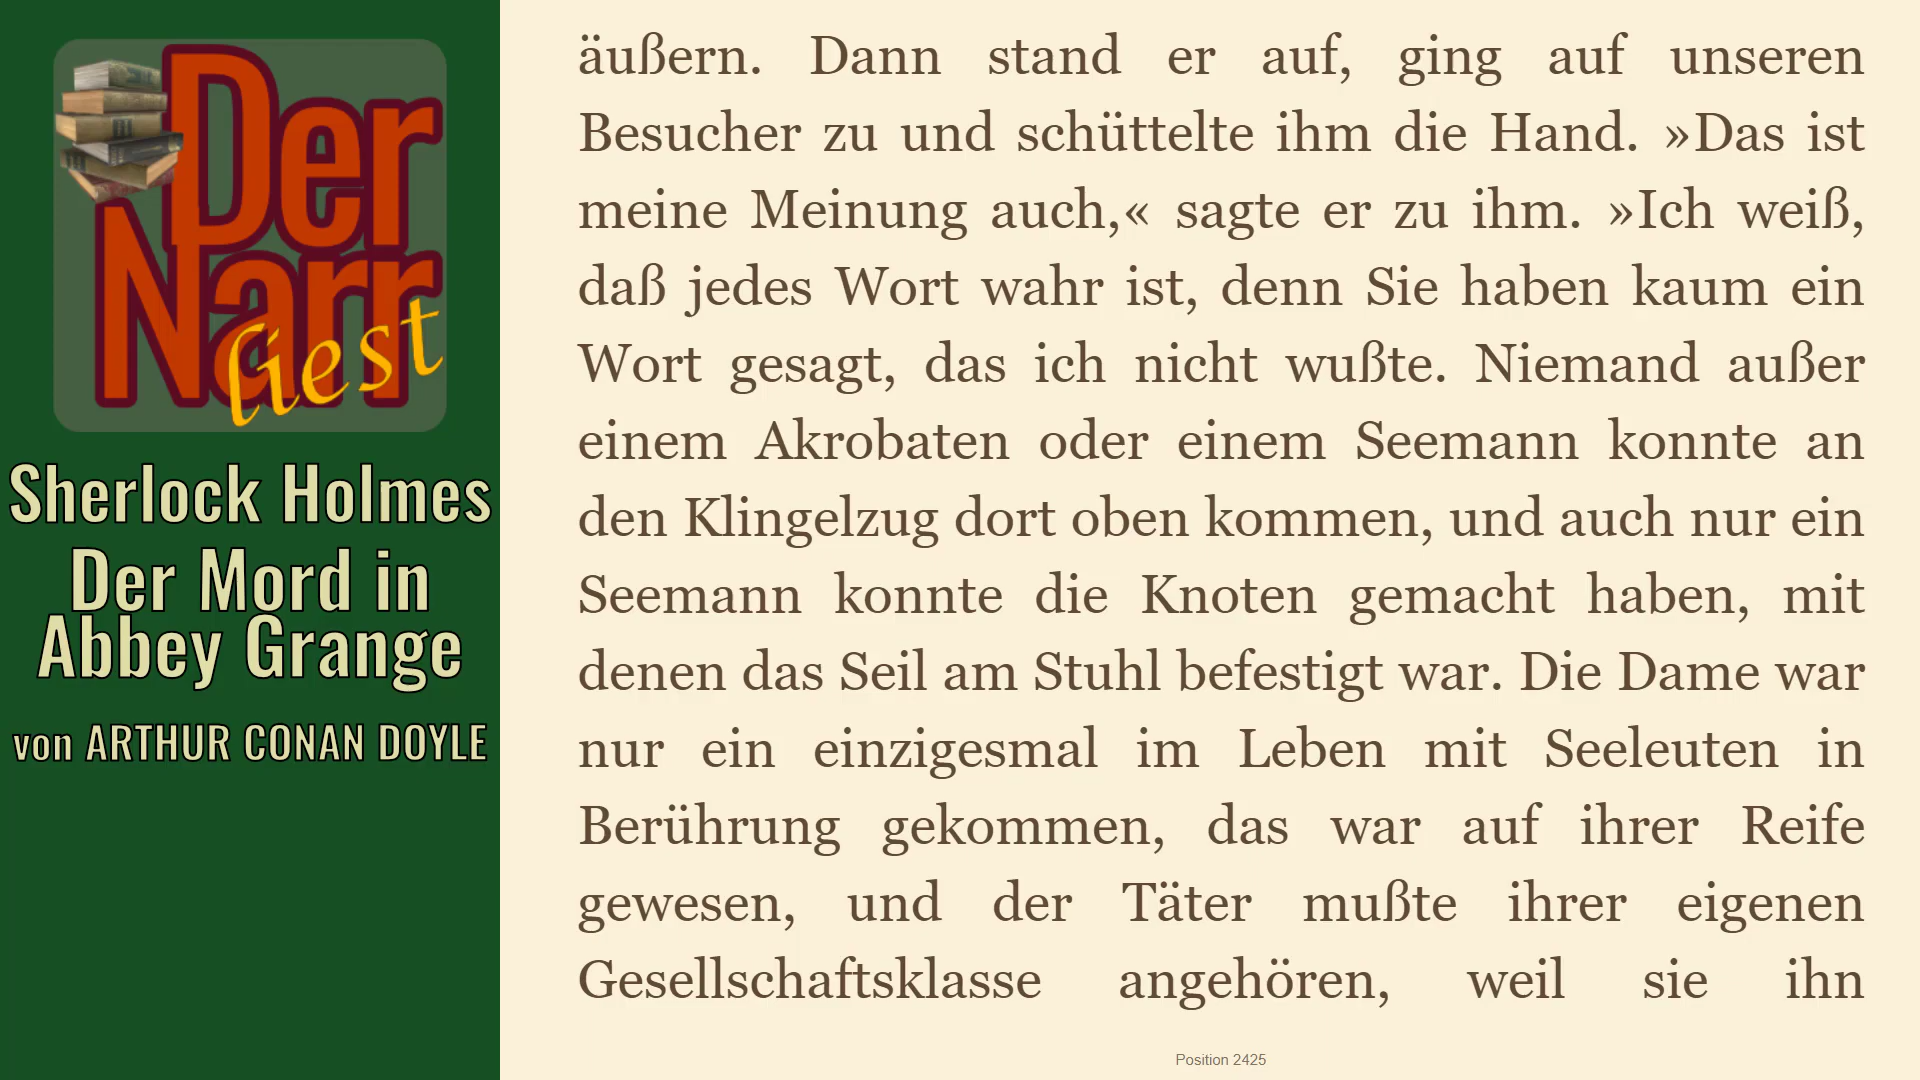 Der
Narr
liest
Sherlock Holmes
Der Mord in
Abbey Grange
von ARTHUR CONAN DOYLE
äußern. Dann stand er auf, ging auf unseren
Besucher zu und schüttelte ihm die Hand. »Das ist
meine Meinung auch,« sagte er zu ihm. »Ich weiß,
daß jedes Wort wahr ist, denn Sie haben kaum ein
Wort gesagt, das ich nicht wußte. Niemand außer
einem Akrobaten oder einem Seemann konnte an
den Klingelzug dort oben kommen, und auch nur ein
Seemann konnte die Knoten gemacht haben, mit
denen das Seil am Stuhl befestigt war. Die Dame war
nur ein einzigesmal im Leben mit Seeleuten in
Berührung gekommen, das war auf ihrer Reife
gewesen, und der Täter mußte ihrer eigenen
Gesellschaftsklasse angehören, weil sie ihn
Position 2425